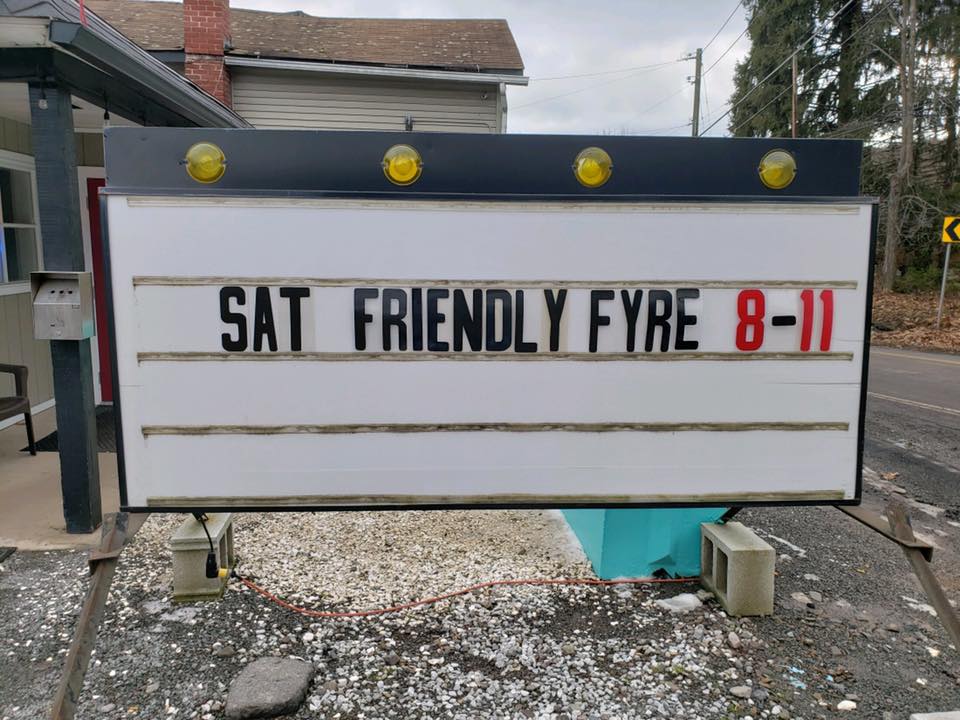 SAT FRIENDLY FYRE 8-11